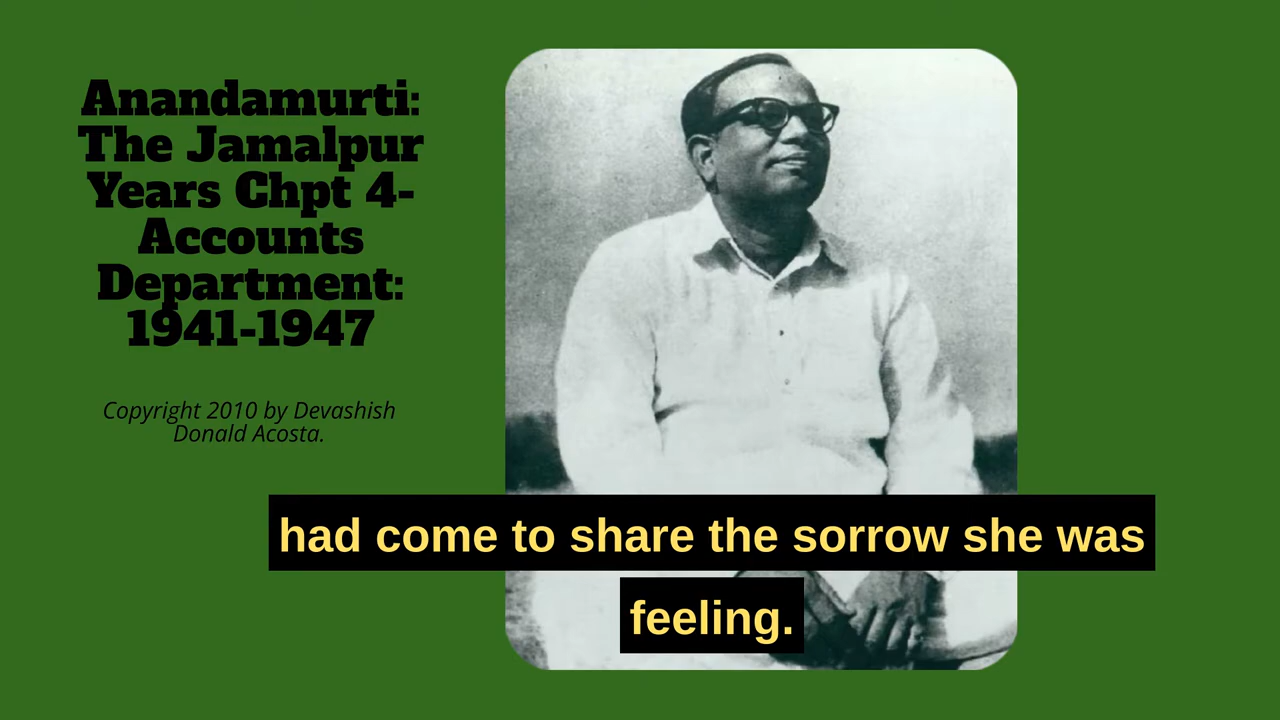 Anandamurti:
The Jamalpur
Years Chpt 4-
Accounts
Department:
1941-1947
Copyright 2010 by Devashish
Donald Acosta.
had come to share the sorrow she was
feeling.